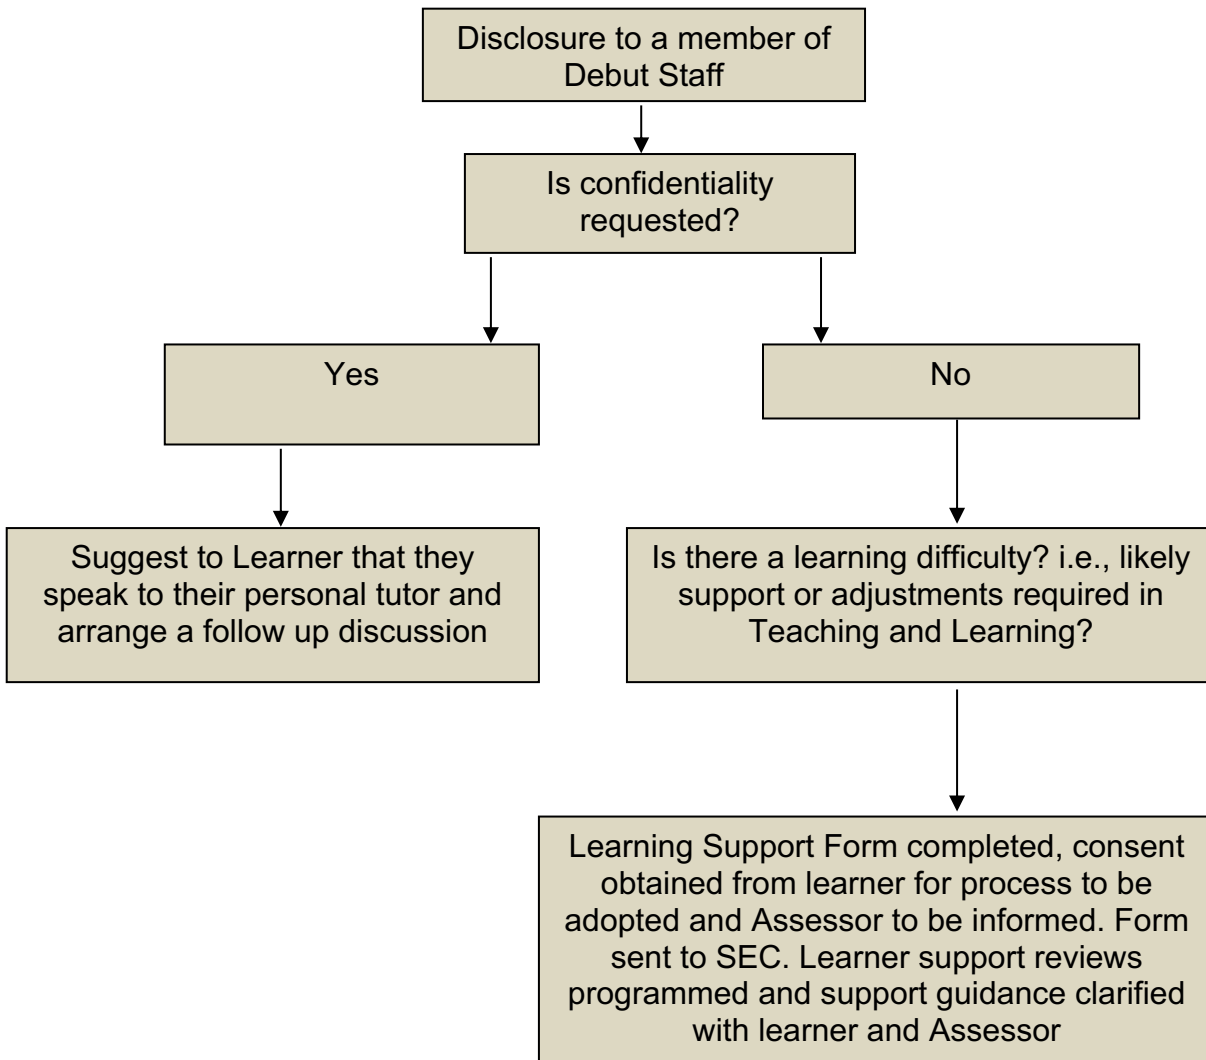 Disclosure to a member of
Debut Staff
Is confidentiality
requested?
Yes
No
Suggest to Learner that they
speak to their personal tutor and
arrange a follow up discussion
Is there a learning difficulty? i.e., likely
support or adjustments required in
Teaching and Learning?
Learning Support Form completed, consent
obtained from learner for process to be
adopted and Assessor to be informed. Form
sent to SEC. Learner support reviews
programmed and support guidance clarified
with learner and Assessor